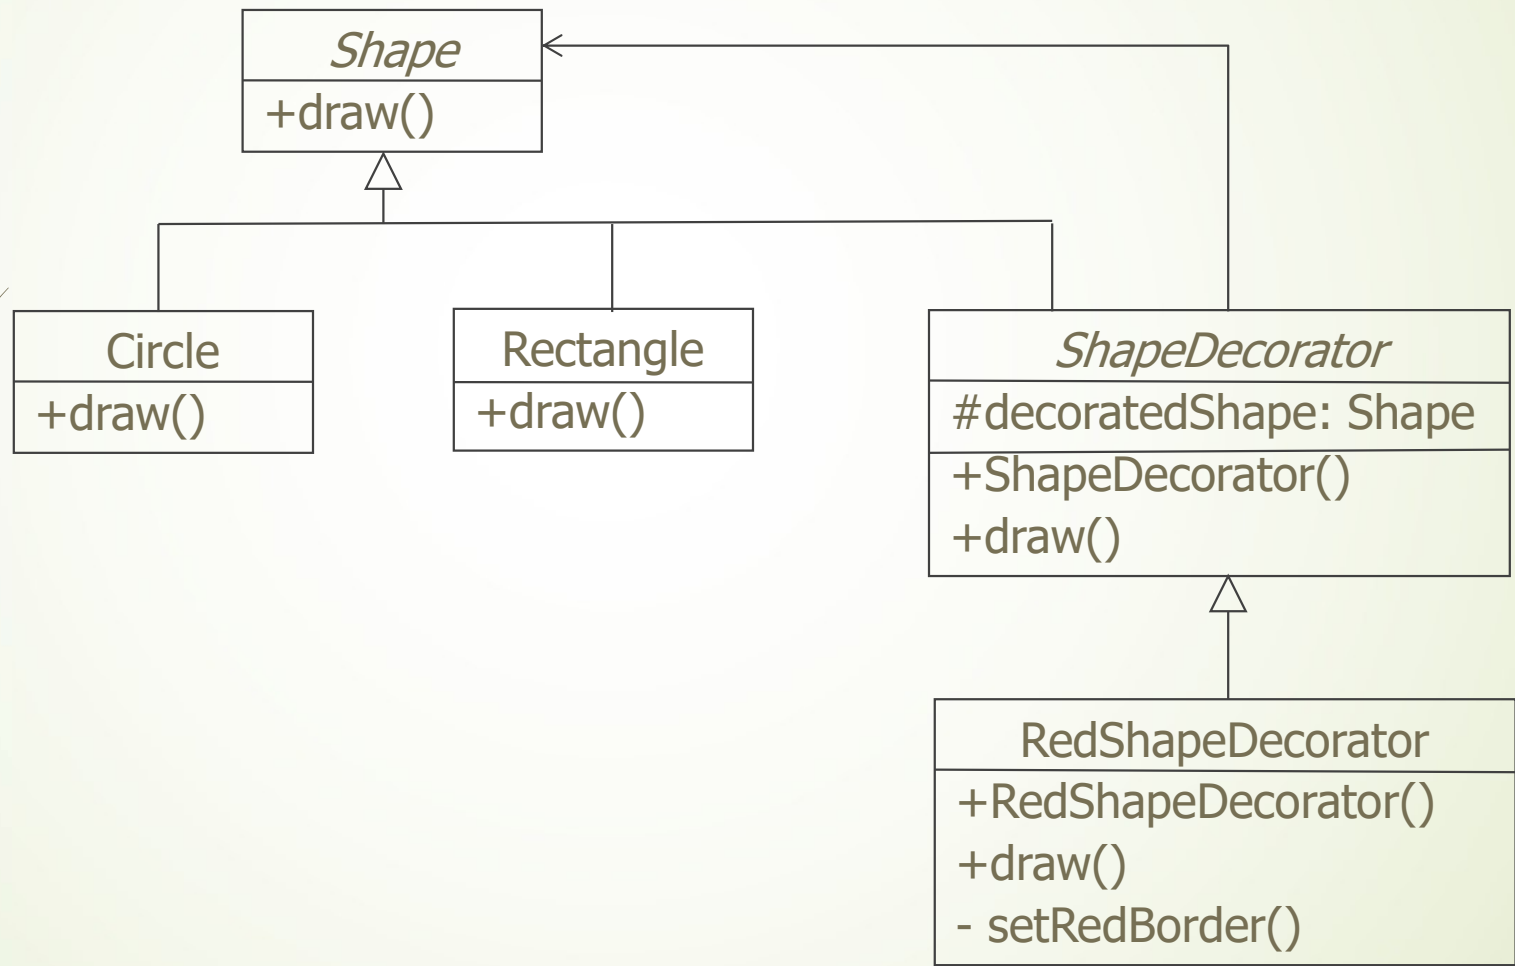 Shape
+draw()
Circle
+draw()
Rectangle
+draw()
ShapeDecorator
#decoratedShape: Shape
+ShapeDecorator()
+draw()
RedShapeDecorator
+RedShapeDecorator()
+draw()
- setRedBorder()